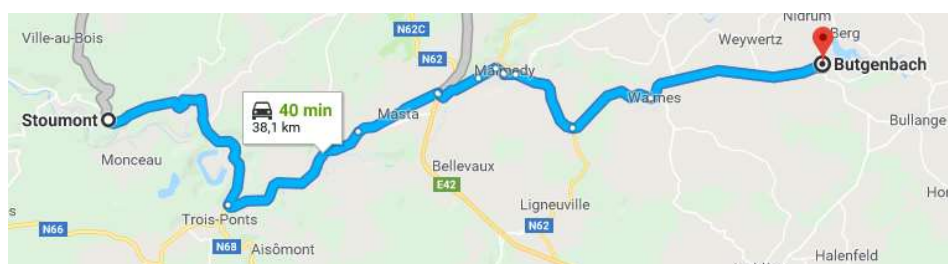 Nidrum
N62C
Ville-au-Bois
Weywertz
Berg
N62
Malmedy
Butgenbach
40 min
38,1 km
Masta
Waimes
Stoumont
Bullange
Monceau
Bellevaux
E42
Ligneuville
Trois-Ponts
N66
N68
Aisômont
N62
Halenfeld